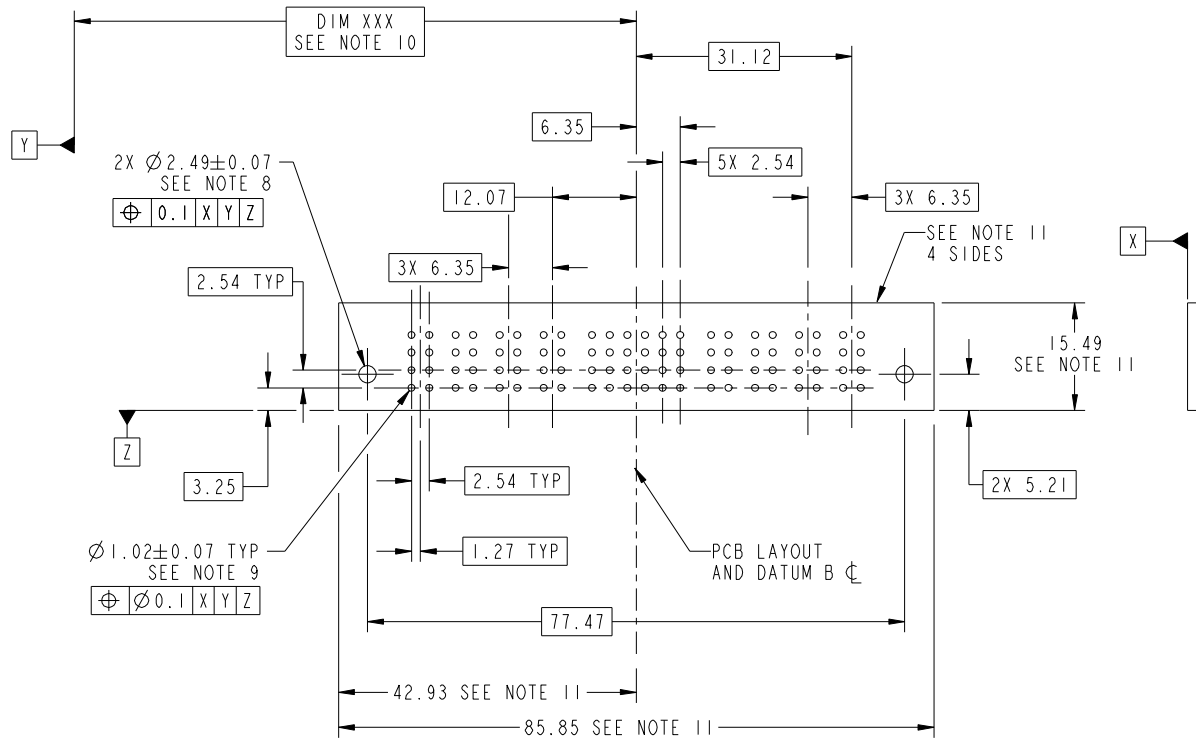 DIM XXX
SEE NOTE 10
31.12
6.35
Y
2X Ø2.49±0.07
SEE NOTE 8
5X 2.54
⌖ 0.1 X Y Z
12.07
3X 6.35
SEE NOTE 11
4 SIDES
X
3X 6.35
2.54 TYP
15.49
SEE NOTE 11
Z
3.25
2.54 TYP
2X 5.21
Ø1.02±0.07 TYP
SEE NOTE 9
1.27 TYP
PCB LAYOUT
AND DATUM B ℄
⌖ Ø0.1 X Y Z
77.47
42.93 SEE NOTE 11
85.85 SEE NOTE 11